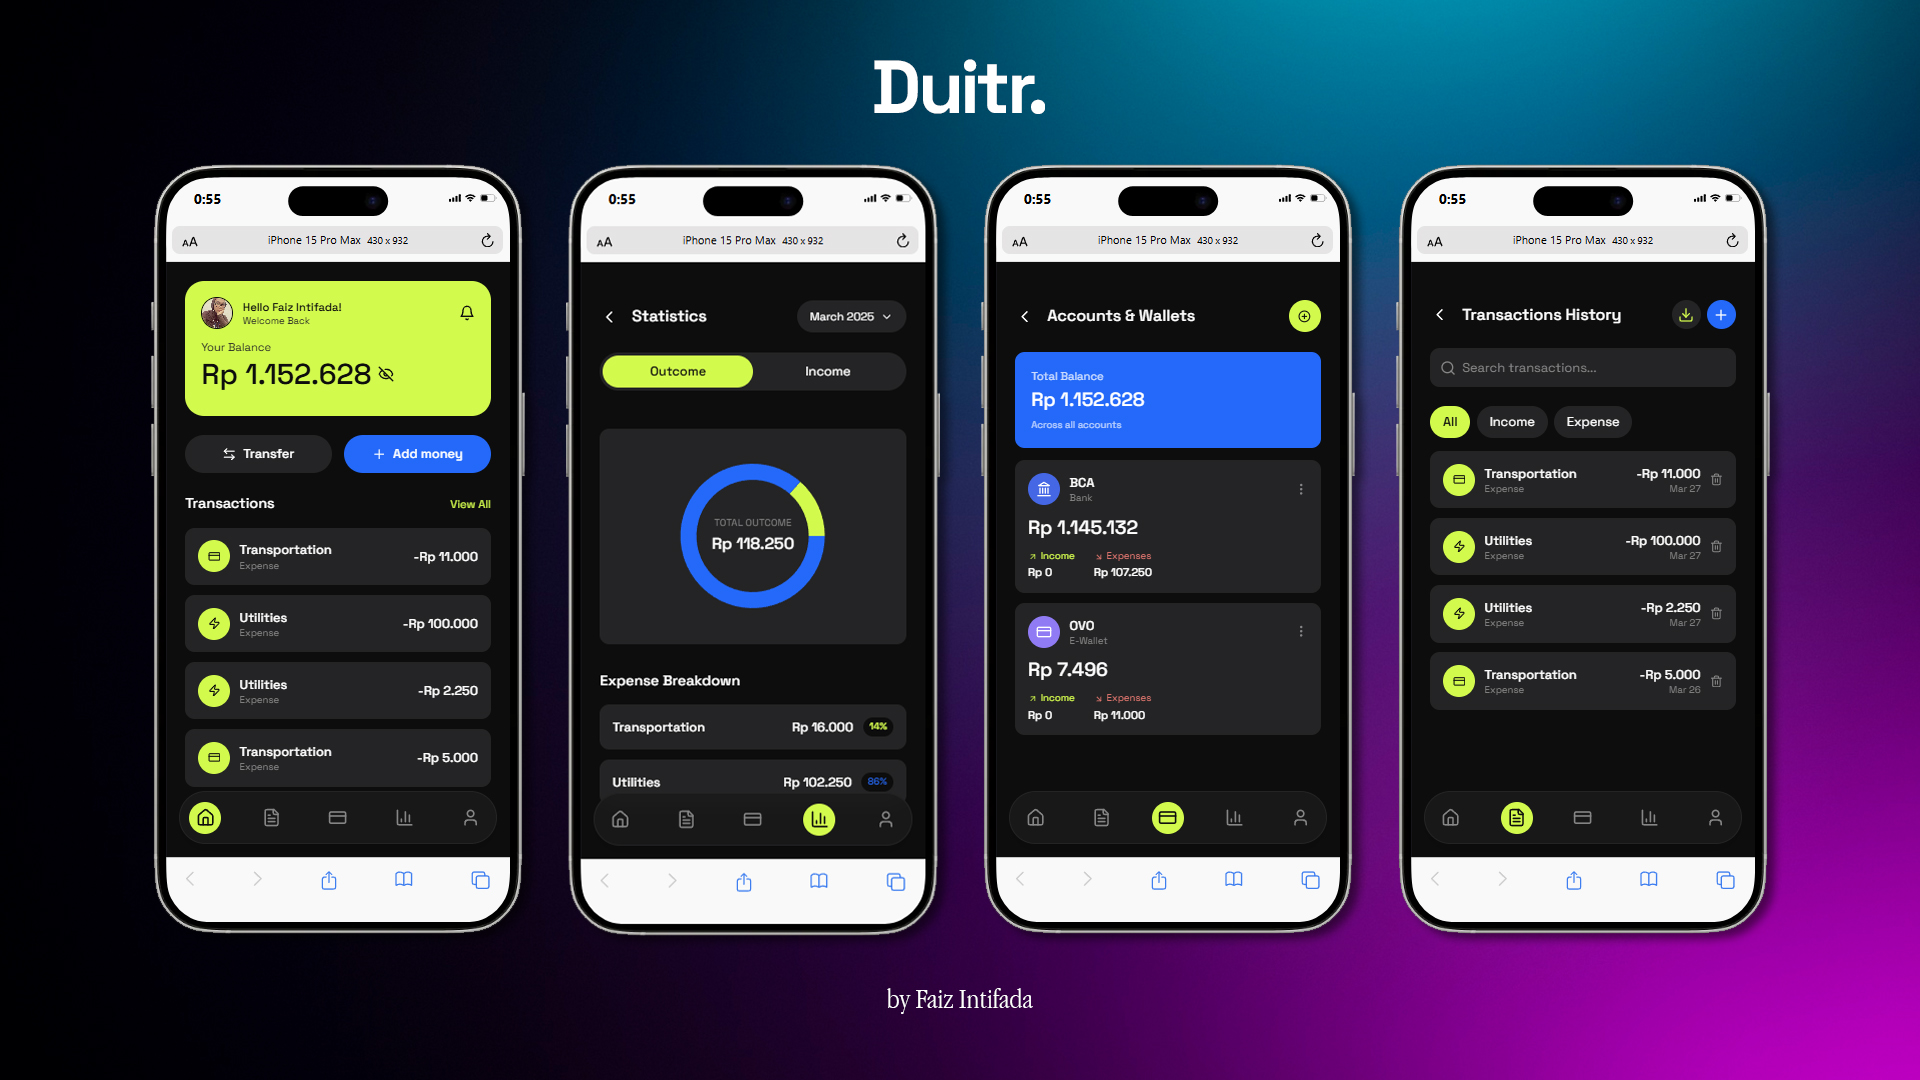 Duitr.
0:55
AA iPhone 15 Pro Max 430 x 932
Hello Faiz Intifada!
Welcome Back
Your Balance
Rp 1.152.628
Transfer
Add money
Transactions
View All
Transportation
Expense
-Rp 11.000
Utilities
Expense
-Rp 100.000
Utilities
Expense
-Rp 2.250
Transportation
Expense
-Rp 5.000
0:55
AA iPhone 15 Pro Max 430 x 932
Statistics
March 2025
Outcome
Income
TOTAL OUTCOME
Rp 118.250
Expense Breakdown
Transportation Rp 16.000 14%
Utilities Rp 102.250 86%
0:55
AA iPhone 15 Pro Max 430 x 932
Accounts & Wallets
Total Balance
Rp 1.152.628
Across all accounts
BCA
Bank
Rp 1.145.132
Income Expenses
Rp 0 Rp 107.250
OVO
E-Wallet
Rp 7.496
Income Expenses
Rp 0 Rp 11.000
0:55
AA iPhone 15 Pro Max 430 x 932
Transactions History
Search transactions...
All Income Expense
Transportation -Rp 11.000
Expense Mar 27
Utilities -Rp 100.000
Expense Mar 27
Utilities -Rp 2.250
Expense Mar 27
Transportation -Rp 5.000
Expense Mar 26
by Faiz Intifada